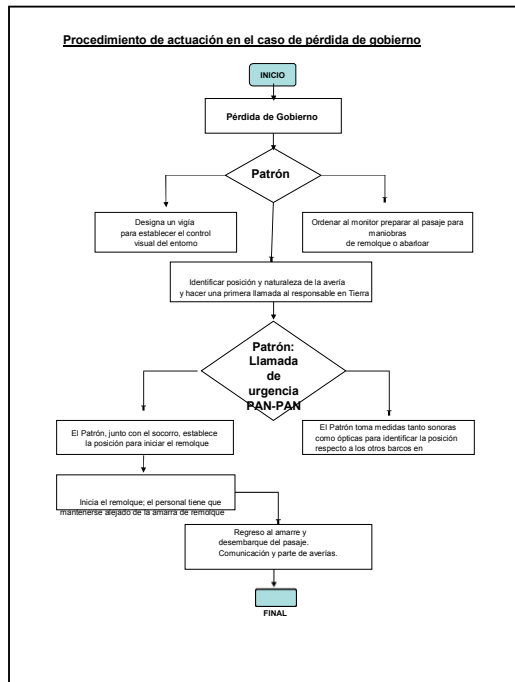 Procedimiento de actuación en el caso de pérdida de gobierno
INICIO
Pérdida de Gobierno
Patrón
Designa un vigía
para establecer el control
visual del entorno
Ordenar al monitor preparar al pasaje para
maniobras
de remolque o abarloar
Identificar posición y naturaleza de la avería
y hacer una primera llamada al responsable en Tierra
Patrón:
Llamada
de
urgencia
PAN-PAN
El Patrón, junto con el socorro, establece
la posición para iniciar el remolque
El Patrón toma medidas tanto sonoras
como ópticas para identificar la posición
respecto a los otros barcos en
Inicia el remolque; el personal tiene que
mantenerse alejado de la amarra de remolque
Regreso al amarre y
desembarque del pasaje.
Comunicación y parte de averías.
FINAL